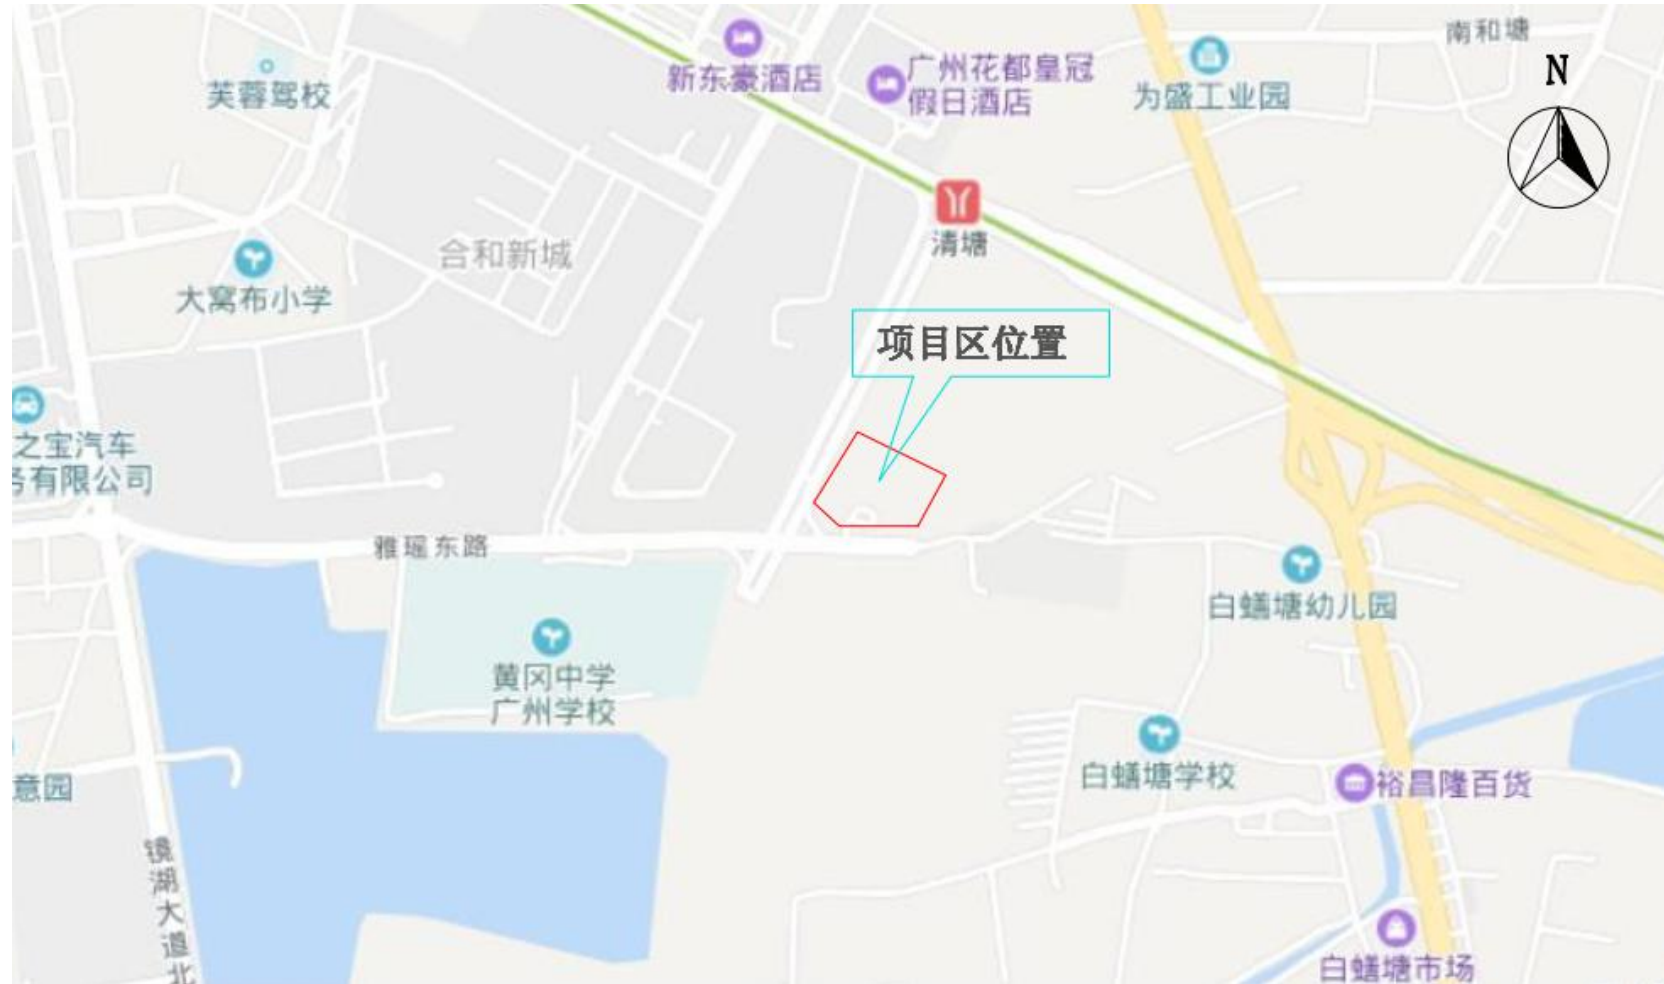 南和塘
N
新东豪酒店
广州花都皇冠
假日酒店
为盛工业园
芙蓉驾校
清塘
合和新城
大窝布小学
项目区位置
之宝汽车
务有限公司
雅瑶东路
白蟮塘幼儿园
黄冈中学
广州学校
白蟮塘学校
裕昌隆百货
意园
镜湖大道北
白蟮塘市场